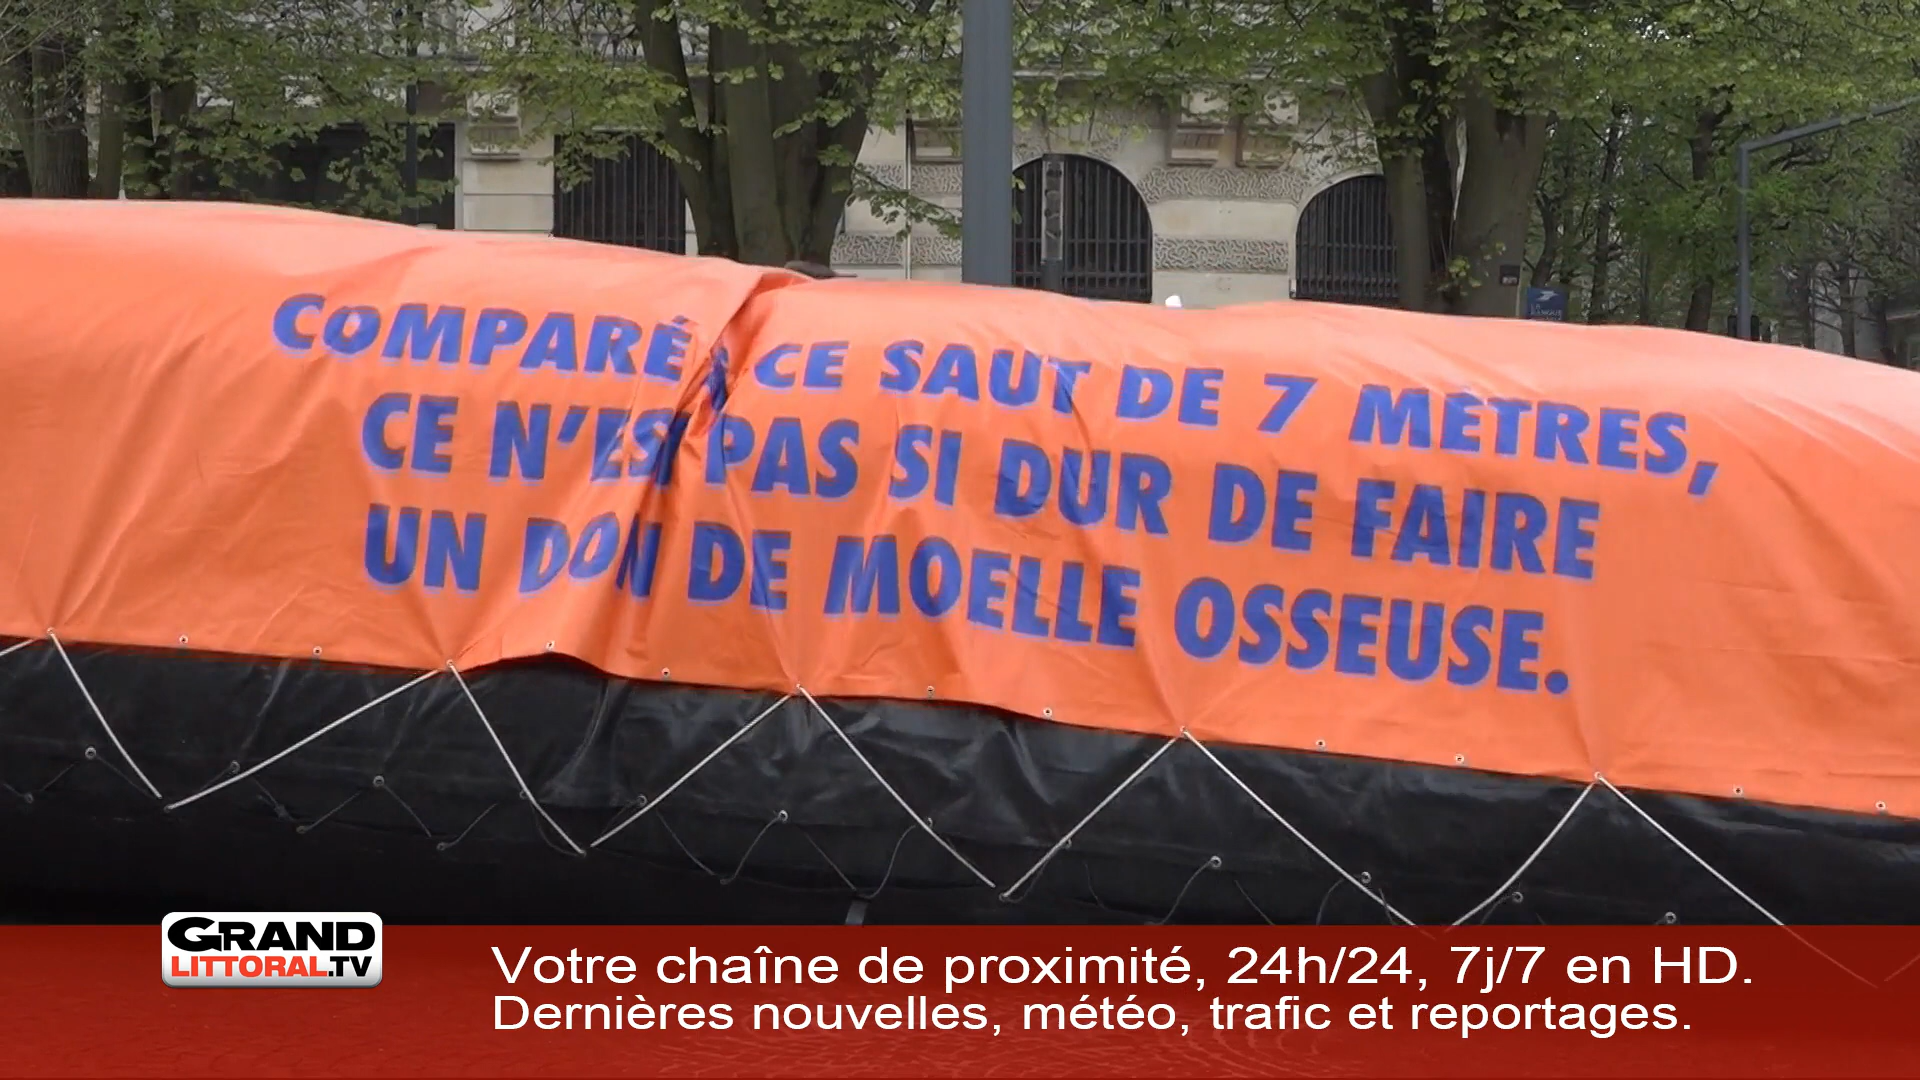 COMPARÉ À CE SAUT DE 7 MÈTRES,
CE N'EST PAS SI DUR DE FAIRE
UN DON DE MOELLE OSSEUSE.
GRAND
LITTORAL.TV
Votre chaîne de proximité, 24h/24, 7j/7 en HD.
Dernières nouvelles, météo, trafic et reportages.